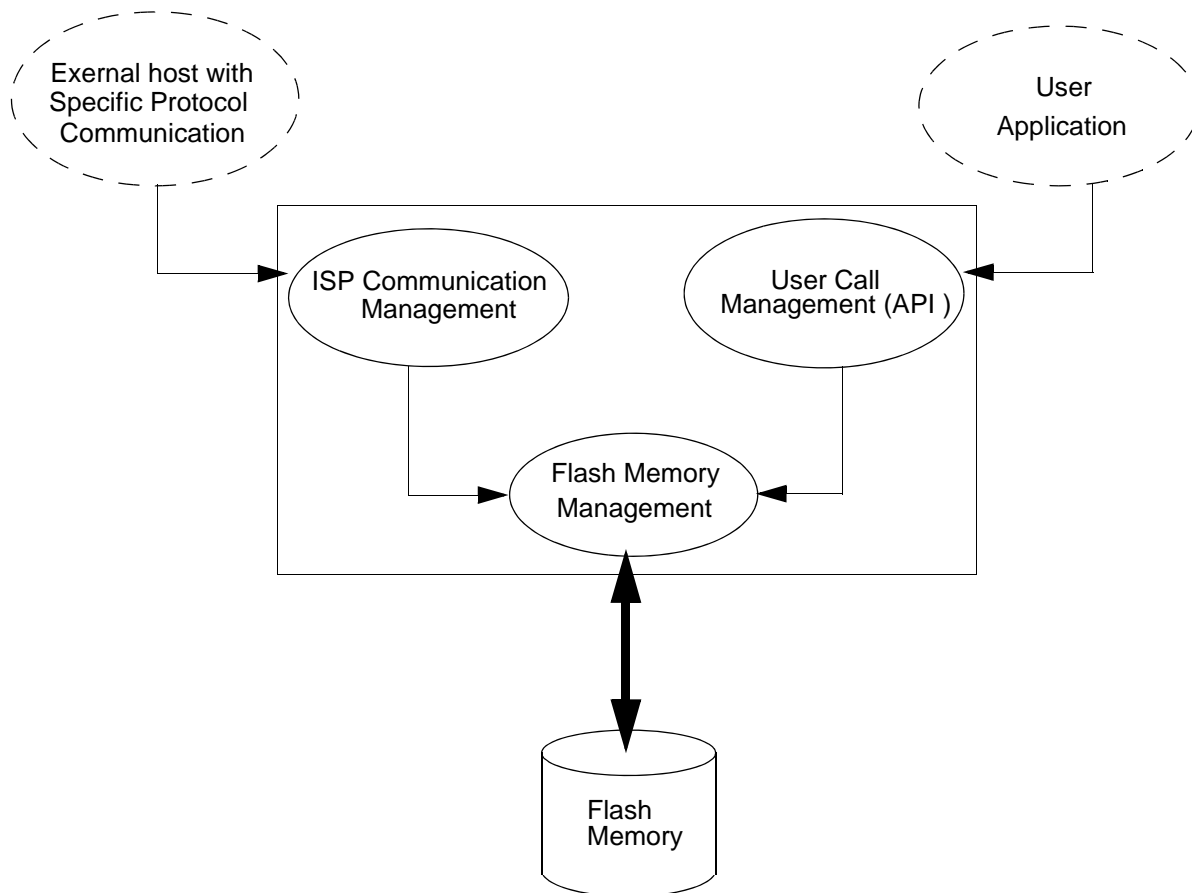 Exernal host with
Specific Protocol
Communication
User
Application
ISP Communication
Management
User Call
Management (API )
Flash Memory
Management
Flash
Memory